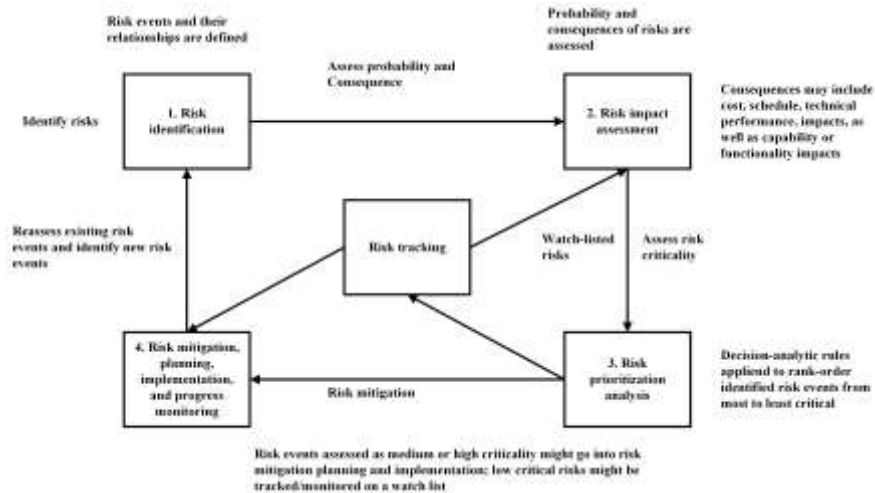 Risk events and their
relationships are defined
Probability and
consequences of risks are
assessed
Assess probability and
Consequence
Identify risks
1. Risk
identification
2. Risk impact
assessment
Consequences may include
cost, schedule, technical
performance, impacts, as
well as capability or
functionality impacts
Reassess existing risk
events and identify new risk
events
Risk tracking
Watch-listed
risks
Assess risk
criticality
4. Risk mitigation,
planning,
implementation,
and progress
monitoring
Risk mitigation
3. Risk
prioritization
analysis
Decision-analytic rules
appliend to rank-order
identified risk events from
most to least critical
Risk events assessed as medium or high criticality might go into risk
mitigation planning and implementation; low critical risks might be
tracked/monitored on a watch list